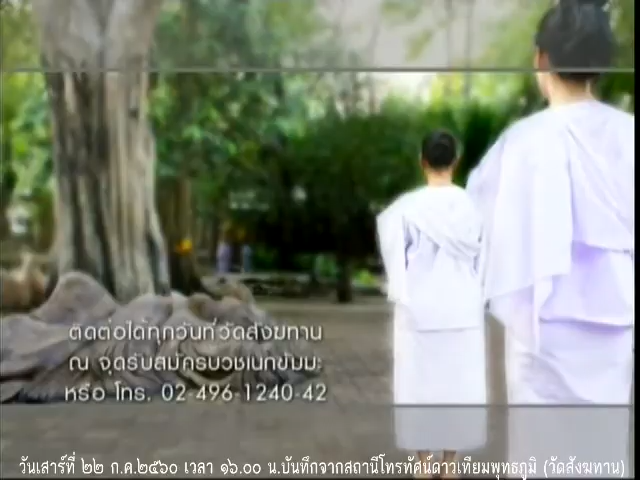 ติดต่อได้ทุกวันที่วัดสังฆทาน
ณ จุดรับสมัครบวชเนกขัมมะ
หรือ โทร. 02-496-1240-42
วันเสาร์ที่ ๒๒ ก.ค.๒๕๖๐ เวลา ๑๖.๐๐ น.บันทึกจากสถานีโทรทัศน์ดาวเทียมพุทธภูมิ (วัดสังฆทาน)